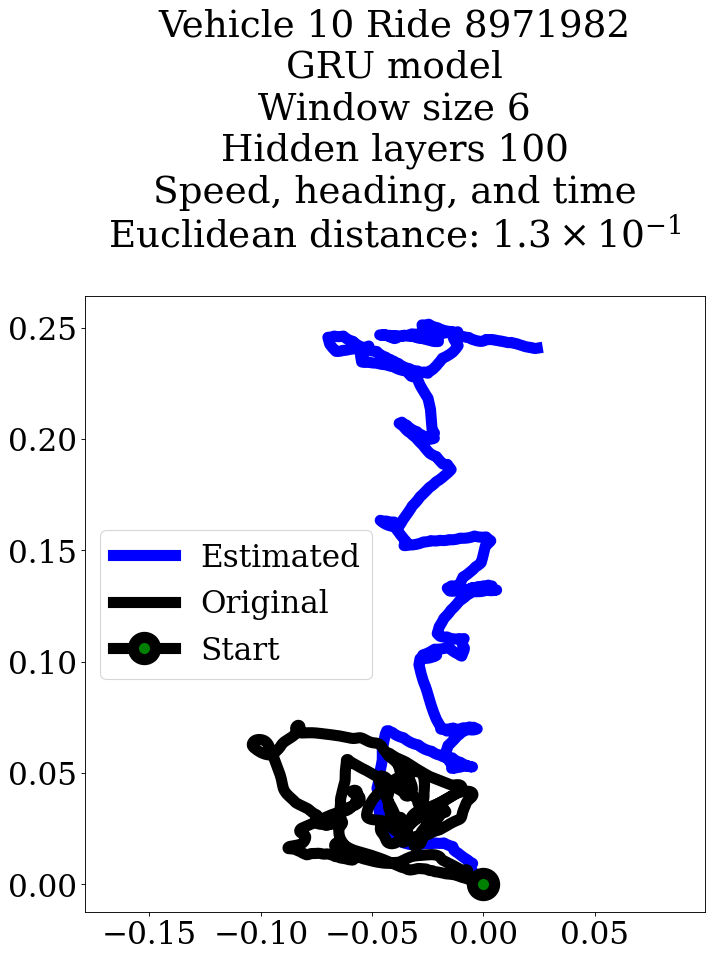 Vehicle 10 Ride 8971982
GRU model
Window size 6
Hidden layers 100
Speed, heading, and time
Euclidean distance: 1.3 × 10⁻¹
0.25
0.20
0.15
0.10
0.05
0.00
Estimated
Original
Start
−0.15 −0.10 −0.05 0.00 0.05